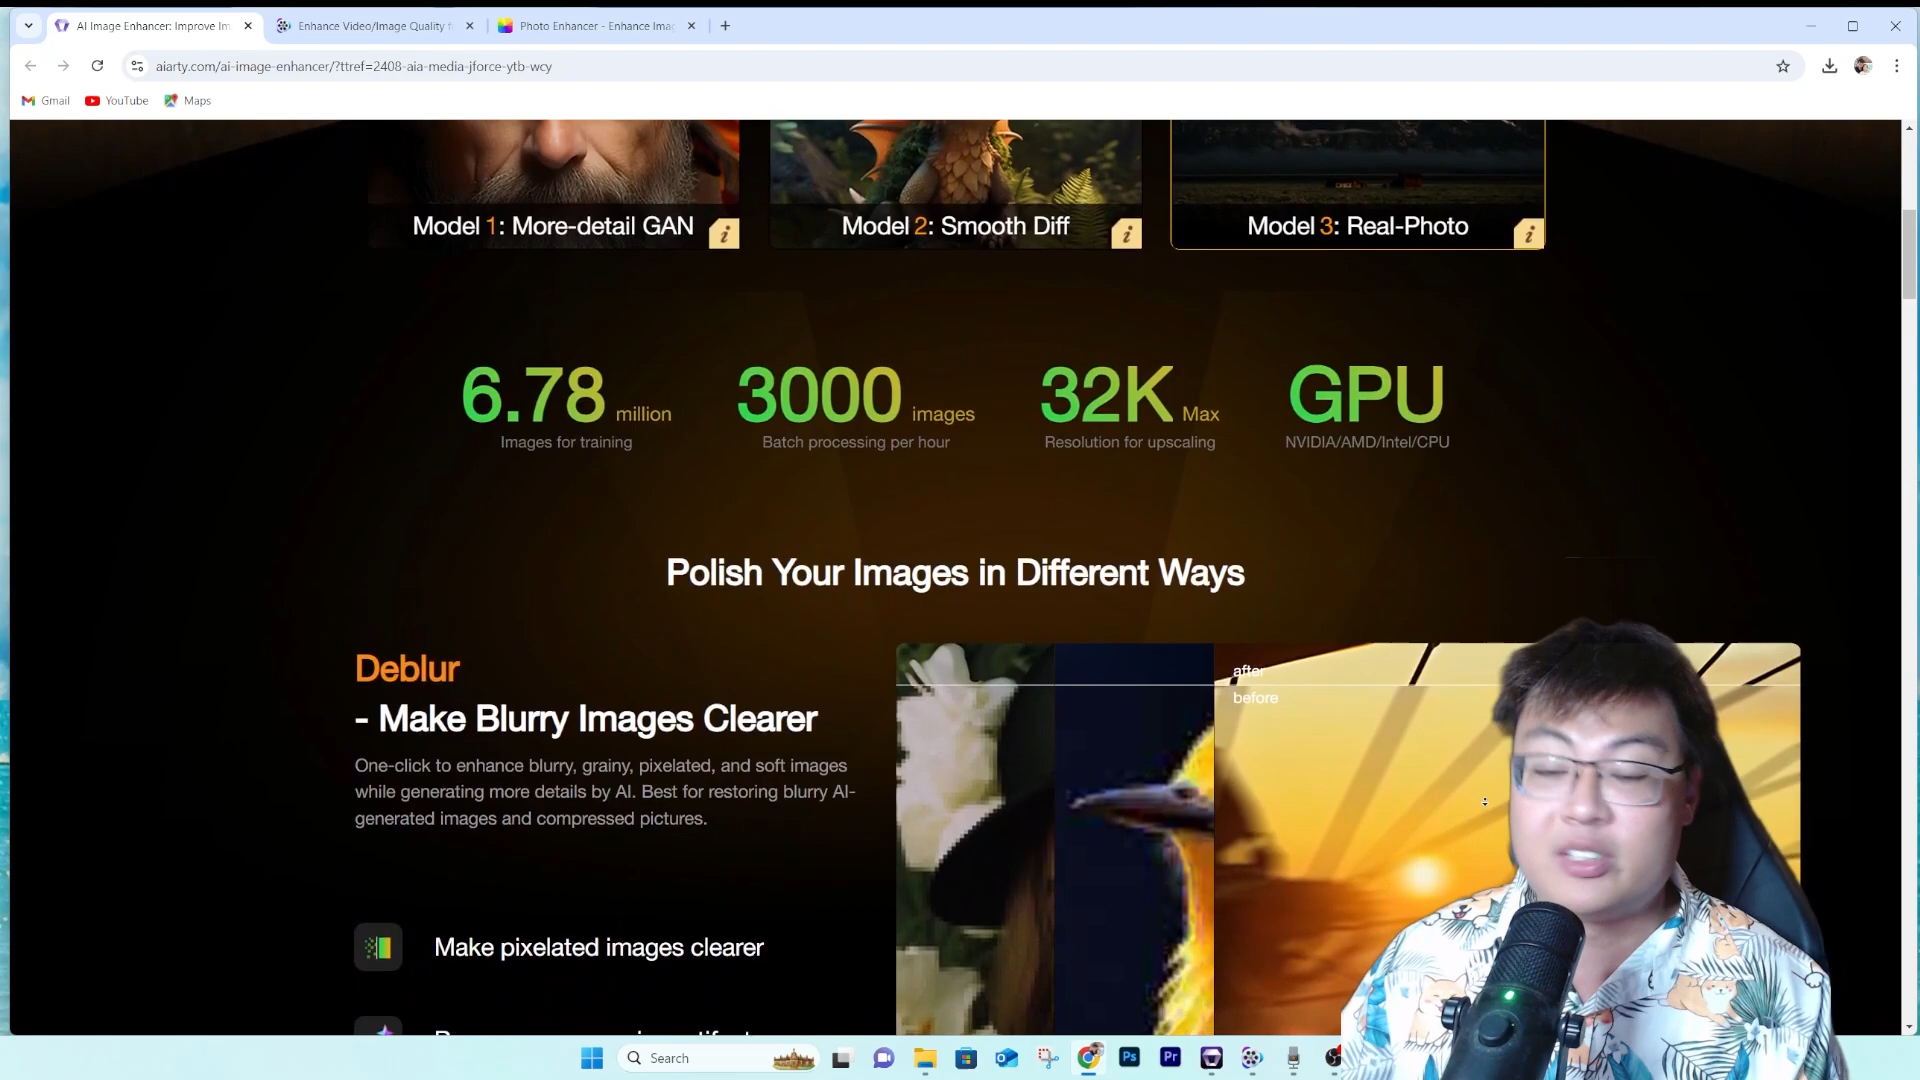 AI Image Enhancer: Improve Im
Enhance Video/Image Quality f
Photo Enhancer - Enhance Imag
aiarty.com/ai-image-enhancer/?ttref=2408-aia-media-jforce-ytb-wcy
Gmail
YouTube
Maps
Model 1: More-detail GAN
i
Model 2: Smooth Diff
i
Model 3: Real-Photo
i
6.78 million
Images for training
3000 images
Batch processing per hour
32K Max
Resolution for upscaling
GPU
NVIDIA/AMD/Intel/CPU
Polish Your Images in Different Ways
Deblur
- Make Blurry Images Clearer
One-click to enhance blurry, grainy, pixelated, and soft images
while generating more details by AI. Best for restoring blurry AI-
generated images and compressed pictures.
after
before
Make pixelated images clearer
Search
Ps
Pr